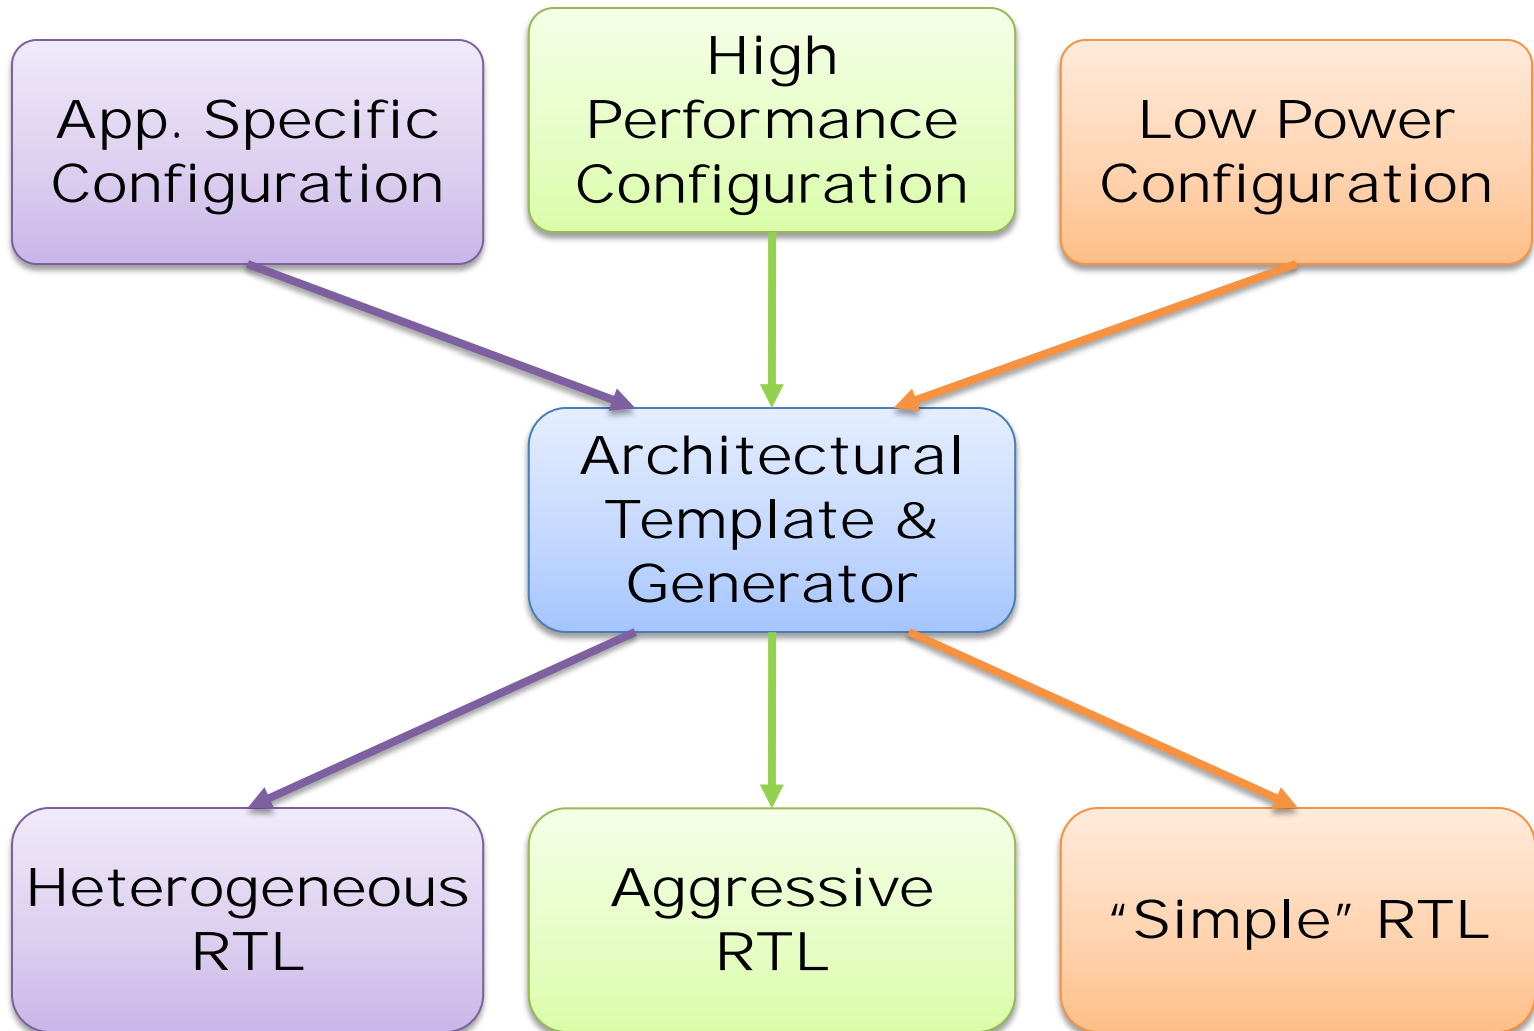 App. Specific
Configuration
High
Performance
Configuration
Low Power
Configuration
Architectural
Template &
Generator
Heterogeneous
RTL
Aggressive
RTL
“Simple” RTL